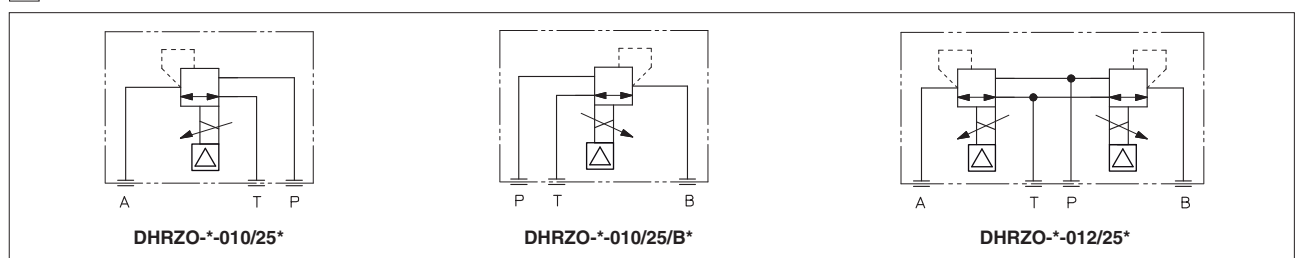 A T P
P T B
A T P B
DHRZO-*-010/25*
DHRZO-*-010/25/B*
DHRZO-*-012/25*